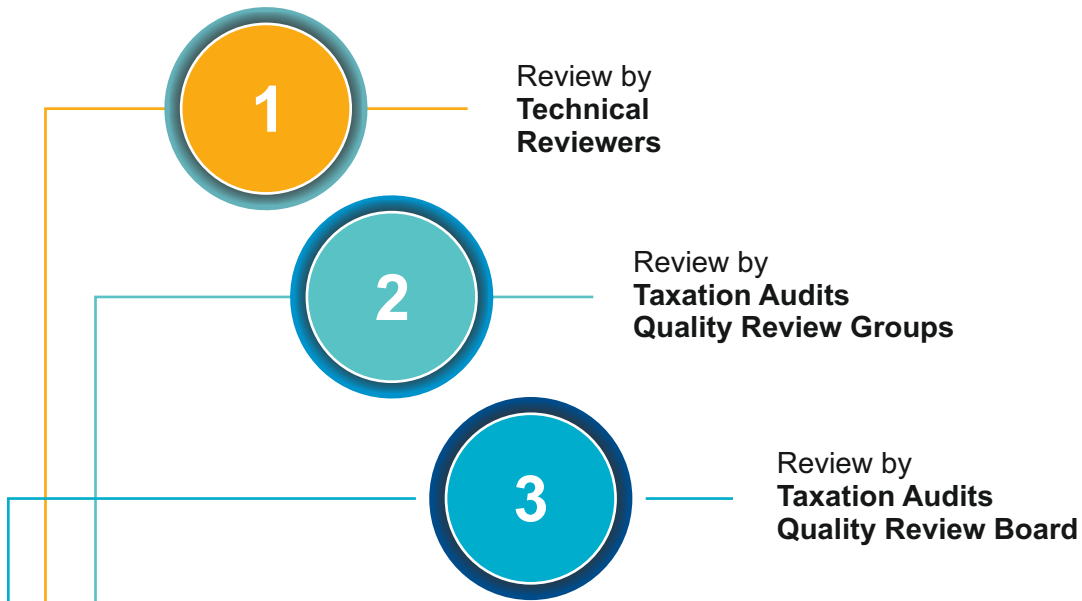 1
Review by
Technical
Reviewers
2
Review by
Taxation Audits
Quality Review Groups
3
Review by
Taxation Audits
Quality Review Board